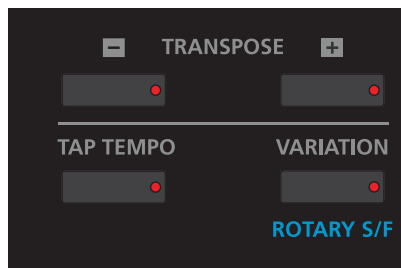 - TRANSPOSE +
TAP TEMPO VARIATION
ROTARY S/F